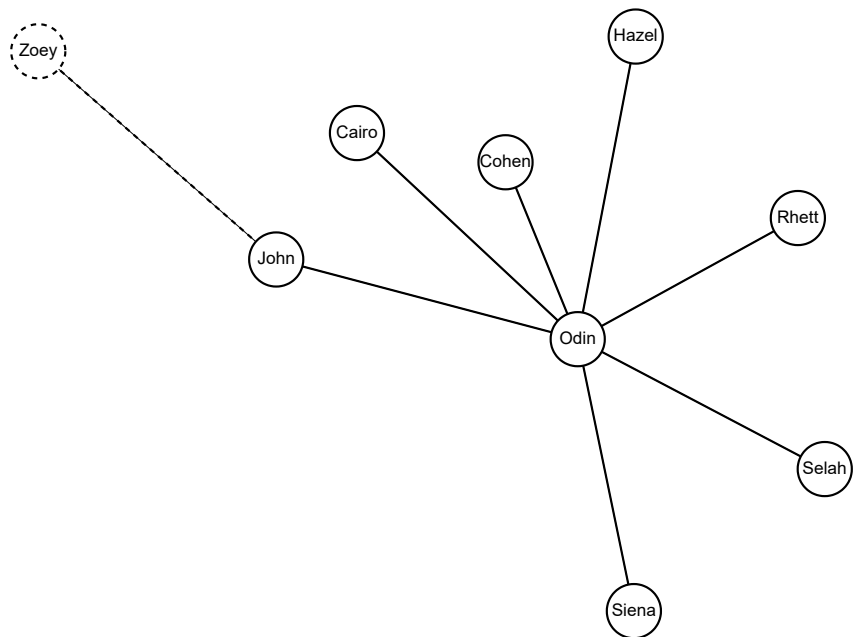 Hazel
Zoey
Cairo
Cohen
Rhett
John
Odin
Selah
Siena